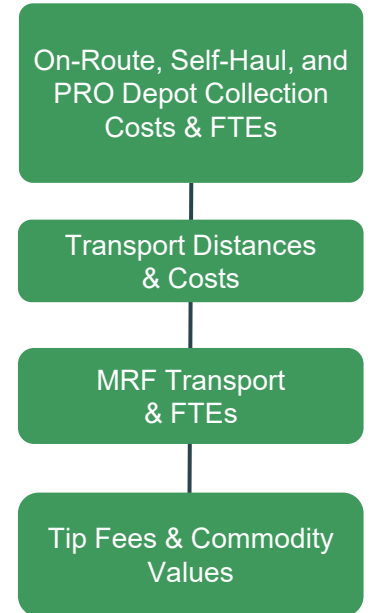 On-Route, Self-Haul, and
PRO Depot Collection
Costs & FTEs
Transport Distances
& Costs
MRF Transport
& FTEs
Tip Fees & Commodity
Values